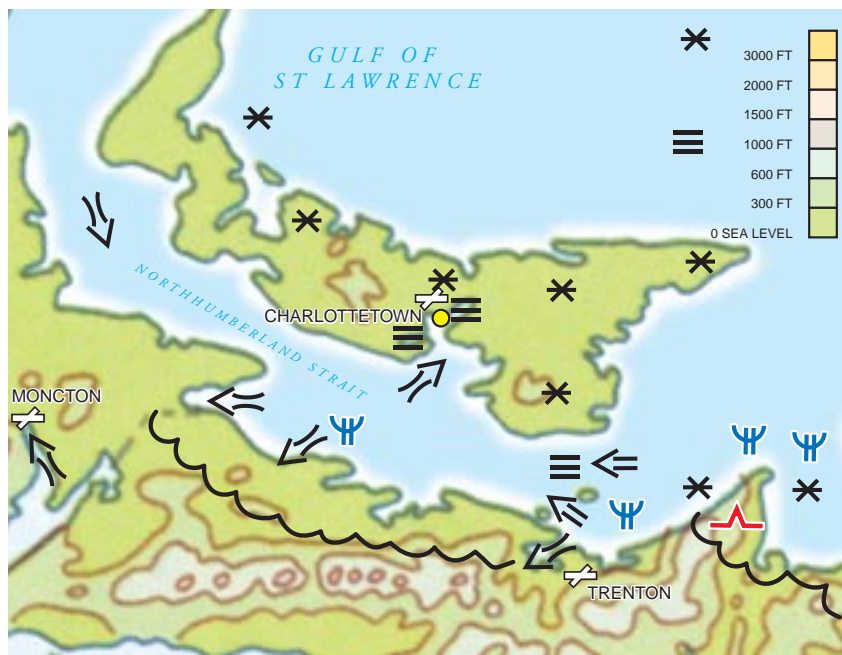 GULF OF
ST LAWRENCE
3000 FT
2000 FT
1500 FT
1000 FT
600 FT
300 FT
0 SEA LEVEL
NORTHHUMBERLAND STRAIT
CHARLOTTETOWN
MONCTON
TRENTON